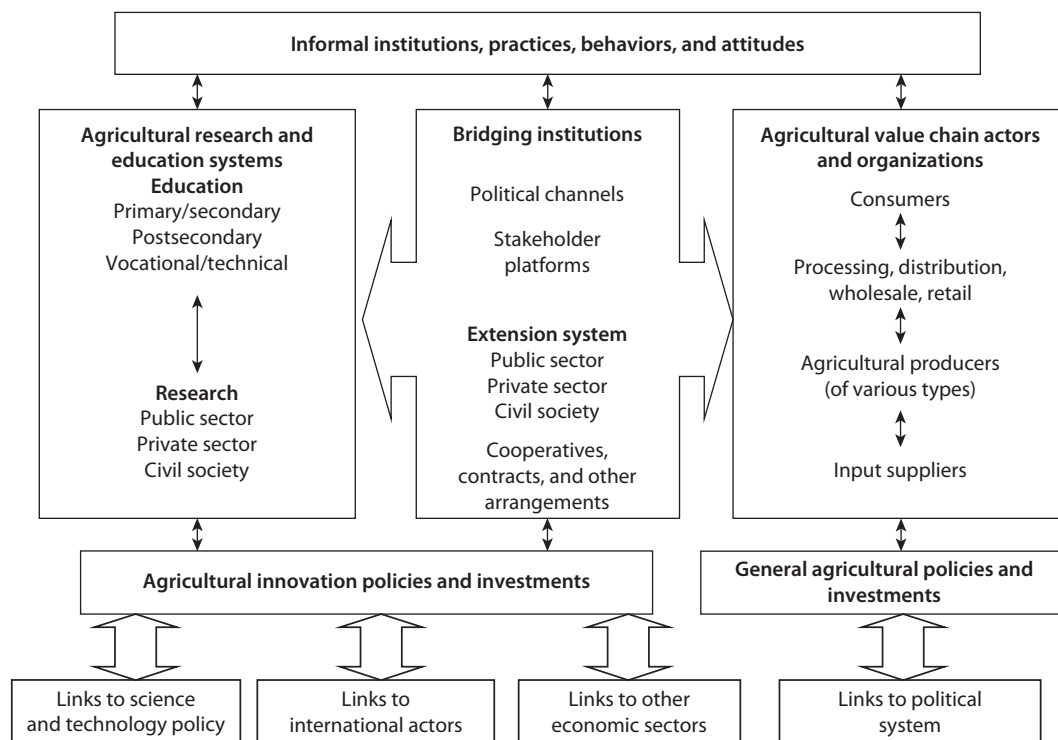 Informal institutions, practices, behaviors, and attitudes
Agricultural research and
education systems
Education
Primary/secondary
Postsecondary
Vocational/technical
Research
Public sector
Private sector
Civil society
Bridging institutions
Political channels
Stakeholder
platforms
Extension system
Public sector
Private sector
Civil society
Cooperatives,
contracts, and other
arrangements
Agricultural value chain actors
and organizations
Consumers
Processing, distribution,
wholesale, retail
Agricultural producers
(of various types)
Input suppliers
Agricultural innovation policies and investments
General agricultural policies and
investments
Links to science
and technology policy
Links to
international actors
Links to other
economic sectors
Links to political
system